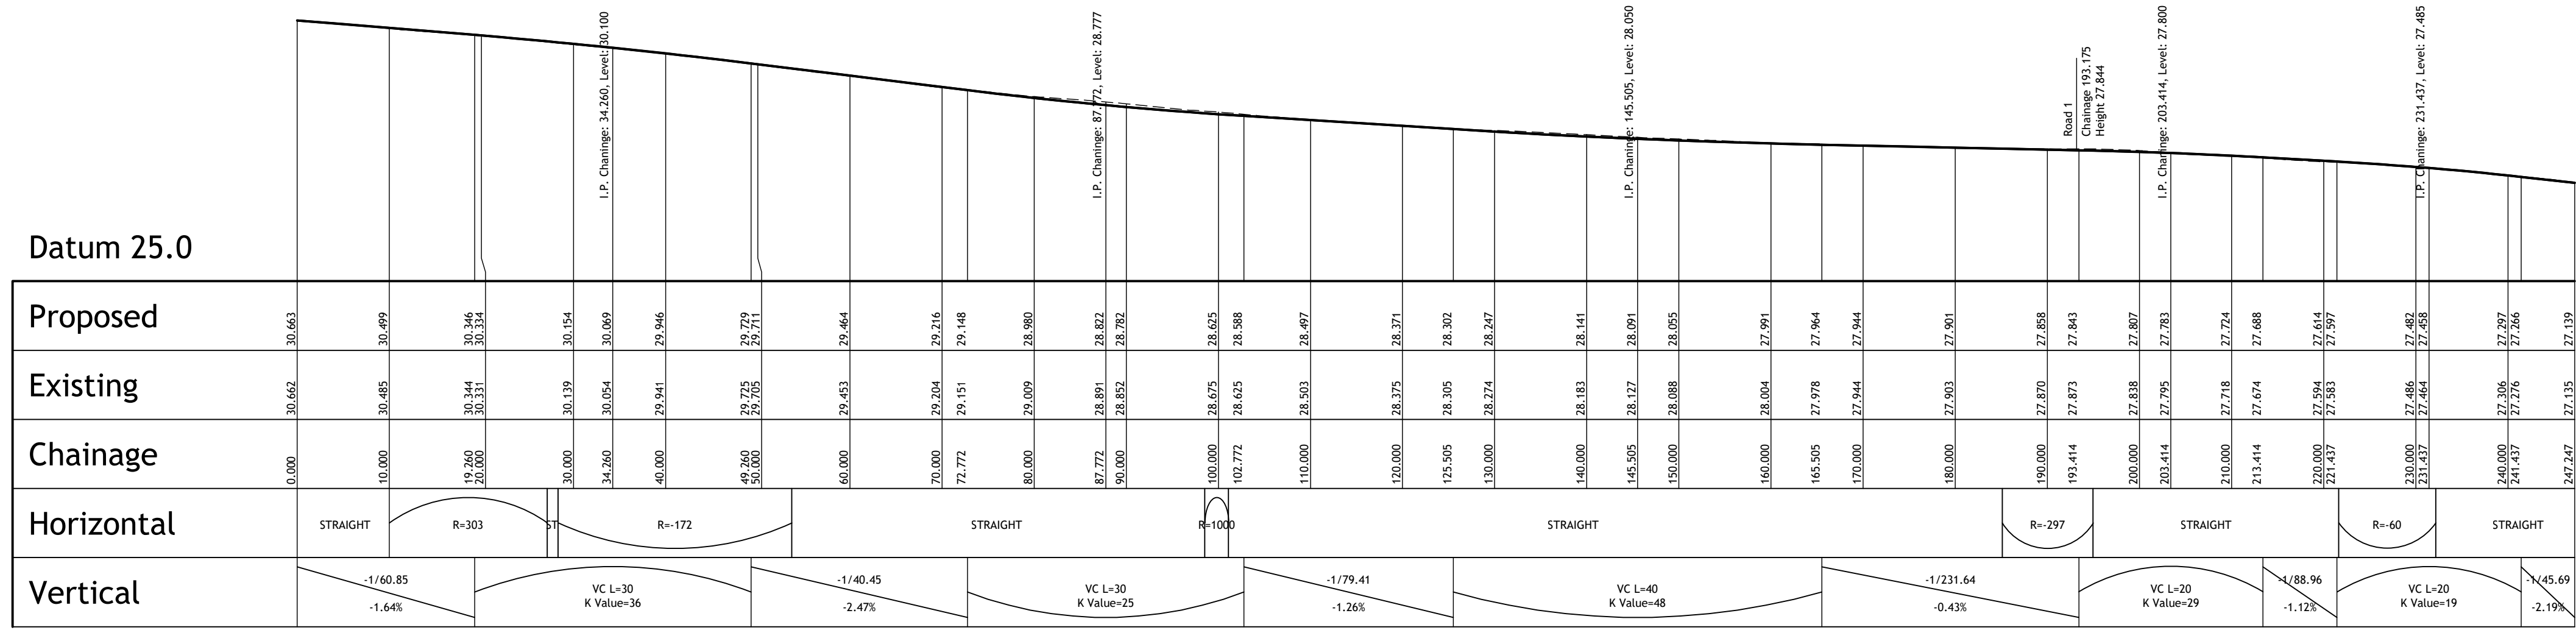 I.P. Chaninge: 34.260, Level: 30.100
I.P. Chaninge: 87.772, Level: 28.777
I.P. Chaninge: 145.505, Level: 28.050
Road 1
Chainage 193.175
Height 27.844
I.P. Chaninge: 203.414, Level: 27.800
I.P. Chaninge: 231.437, Level: 27.485
Datum 25.0
Proposed 30.663 30.499 30.346 30.334 30.154 30.069 29.946 29.729 29.711 29.464 29.216 29.148 28.980 28.822 28.782 28.625 28.588 28.497 28.371 28.302 28.247 28.141 28.091 28.055 27.991 27.964 27.944 27.901 27.858 27.843 27.807 27.783 27.724 27.688 27.614 27.597 27.482 27.458 27.297 27.266 27.139
Existing 30.662 30.485 30.344 30.331 30.139 30.054 29.941 29.725 29.705 29.453 29.204 29.151 29.009 28.891 28.852 28.675 28.625 28.503 28.375 28.305 28.274 28.183 28.127 28.088 28.004 27.978 27.944 27.903 27.870 27.873 27.838 27.795 27.718 27.674 27.594 27.583 27.486 27.464 27.306 27.276 27.135
Chainage 0.000 10.000 19.260 20.000 30.000 34.260 40.000 49.260 50.000 60.000 70.000 72.772 80.000 87.772 90.000 100.000 102.772 110.000 120.000 125.505 130.000 140.000 145.505 150.000 160.000 165.505 170.000 180.000 190.000 193.414 200.000 203.414 210.000 213.414 220.000 221.437 230.000 231.437 240.000 241.437 247.247
Horizontal STRAIGHT R=303 ST R=-172 STRAIGHT R=1000 STRAIGHT R=-297 STRAIGHT R=-60 STRAIGHT
Vertical
-1/60.85
-1.64%
VC L=30
K Value=36
-1/40.45
-2.47%
VC L=30
K Value=25
-1/79.41
-1.26%
VC L=40
K Value=48
-1/231.64
-0.43%
VC L=20
K Value=29
-1/88.96
-1.12%
VC L=20
K Value=19
-1/45.69
-2.19%